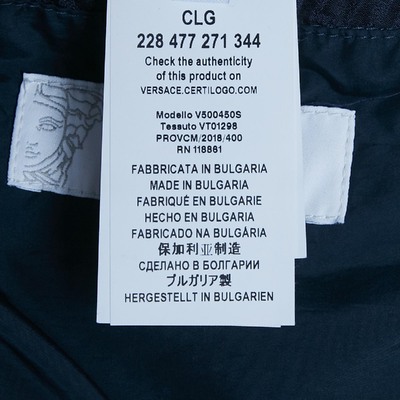 CLG
228 477 271 344
Check the authenticity
of this product on
VERSACE.CERTILOGO.COM
Modello V500450S
Tessuto VT01298
PROVCM/2018/400
RN 118861
FABBRICATA IN BULGARIA
MADE IN BULGARIA
FABRIQUÉ EN BULGARIE
HECHO EN BULGARIA
FABRICADO NA BULGÁRIA
保加利亚制造
СДЕЛАНО В БОЛГАРИИ
ブルガリア製
HERGESTELLT IN BULGARIEN